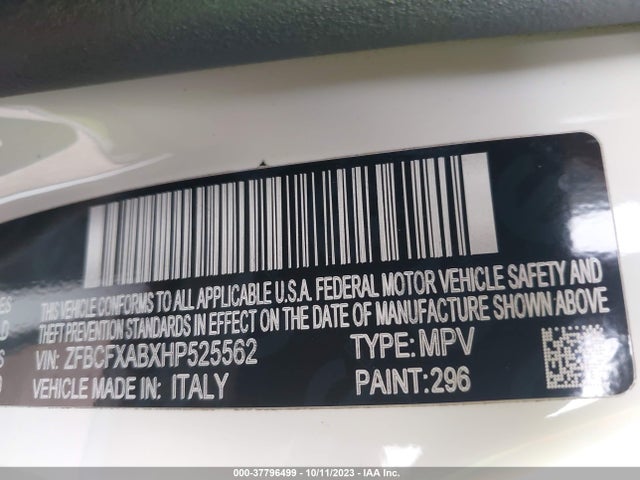 THIS VEHICLE CONFORMS TO ALL APPLICABLE U.S.A. FEDERAL MOTOR VEHICLE SAFETY AND
THEFT PREVENTION STANDARDS IN EFFECT ON THE DATE OF MANUFACTURE SHOWN ABOVE
VIN: ZFBCFXABXHP525562 TYPE: MPV
VEHICLE MADE IN: ITALY PAINT: 296
000-37796499 - 10/11/2023 - IAA Inc.